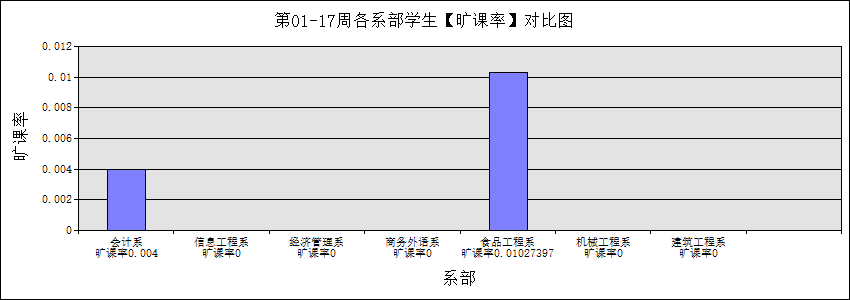 第01-17周各系部学生【旷课率】对比图
0.012
0.01
0.008
0.006
0.004
0.002
0
旷课率
会计系 信息工程系 经济管理系 商务外语系 食品工程系 机械工程系 建筑工程系
旷课率0.004 旷课率0 旷课率0 旷课率0 旷课率0.01027397 旷课率0 旷课率0
系部